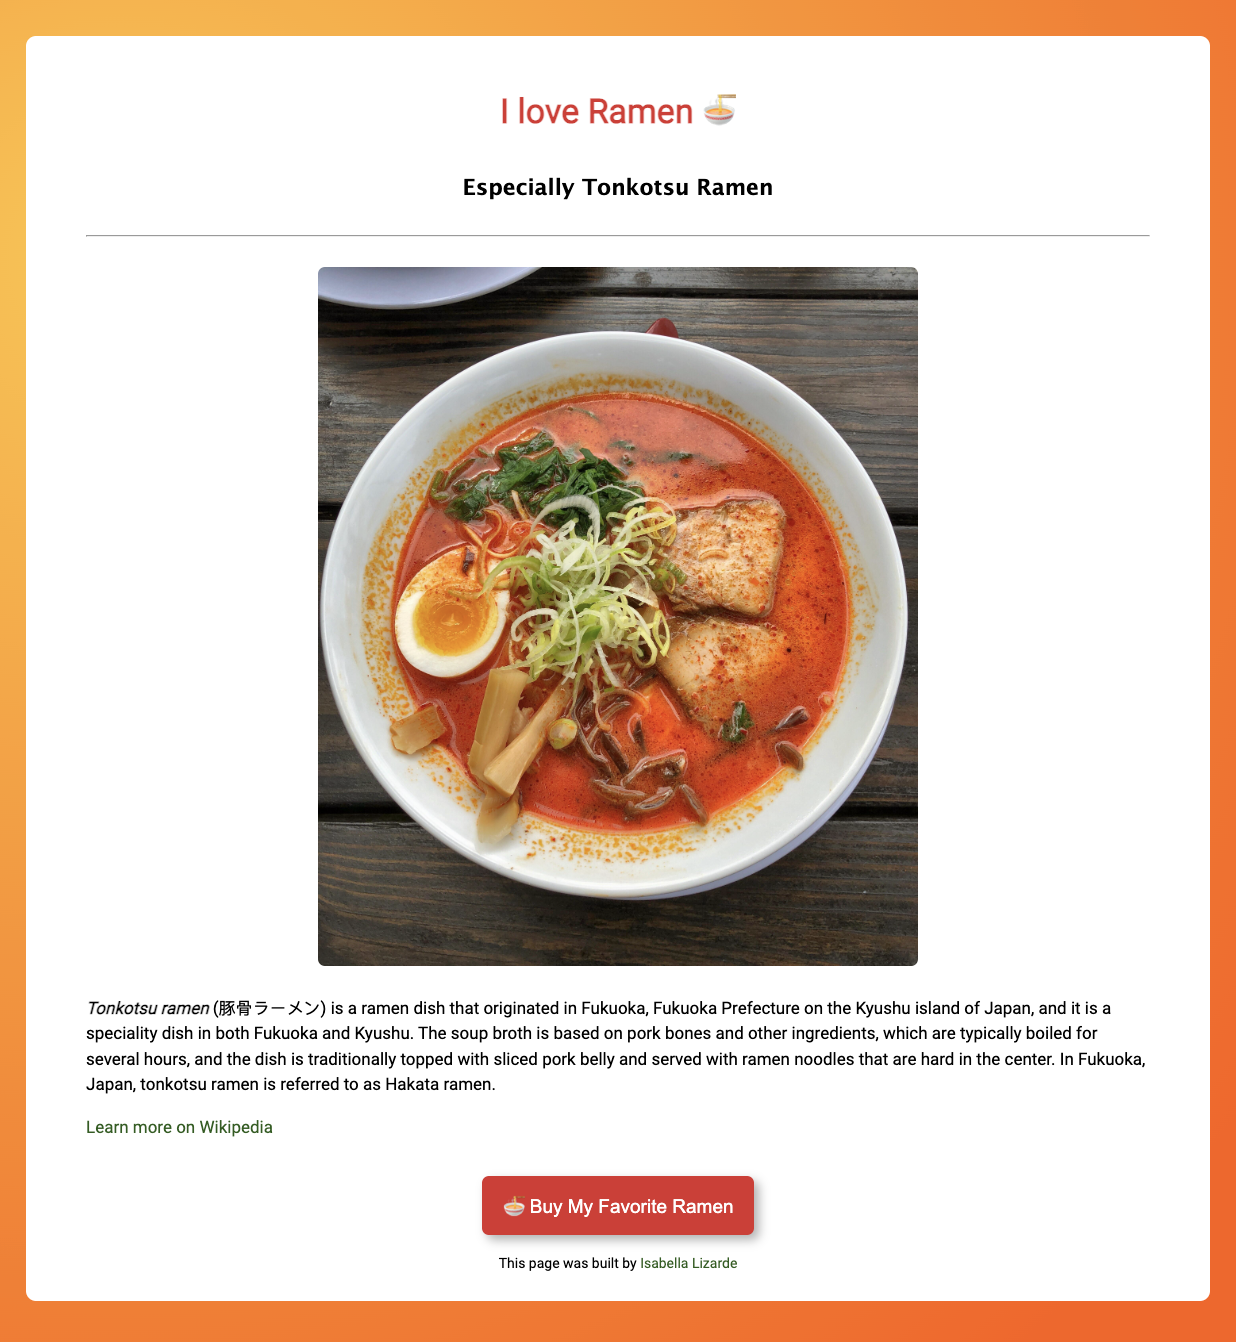 I love Ramen 🍜
Especially Tonkotsu Ramen
Tonkotsu ramen (豚骨ラーメン) is a ramen dish that originated in Fukuoka, Fukuoka Prefecture on the Kyushu island of Japan, and it is a
speciality dish in both Fukuoka and Kyushu. The soup broth is based on pork bones and other ingredients, which are typically boiled for
several hours, and the dish is traditionally topped with sliced pork belly and served with ramen noodles that are hard in the center. In Fukuoka,
Japan, tonkotsu ramen is referred to as Hakata ramen.
Learn more on Wikipedia
🍜 Buy My Favorite Ramen
This page was built by Isabella Lizarde